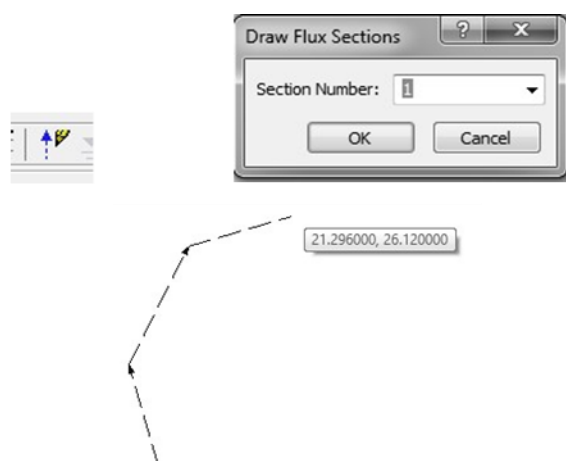 Draw Flux Sections
Section Number: 1
OK Cancel
21.296000, 26.120000